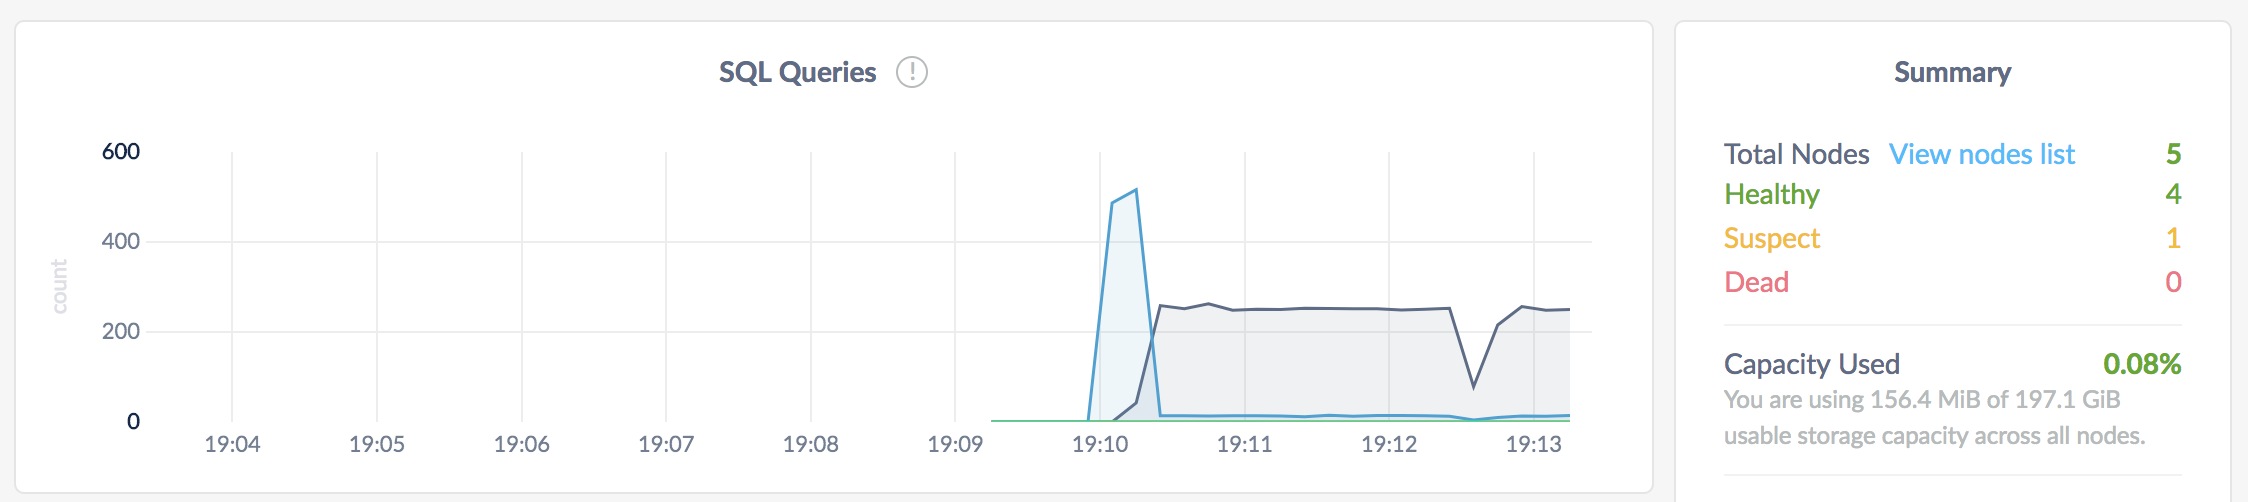 SQL Queries !
600
400
200
0
count
19:04 19:05 19:06 19:07 19:08 19:09 19:10 19:11 19:12 19:13
Summary
Total Nodes View nodes list 5
Healthy 4
Suspect 1
Dead 0
Capacity Used 0.08%
You are using 156.4 MiB of 197.1 GiB
usable storage capacity across all nodes.